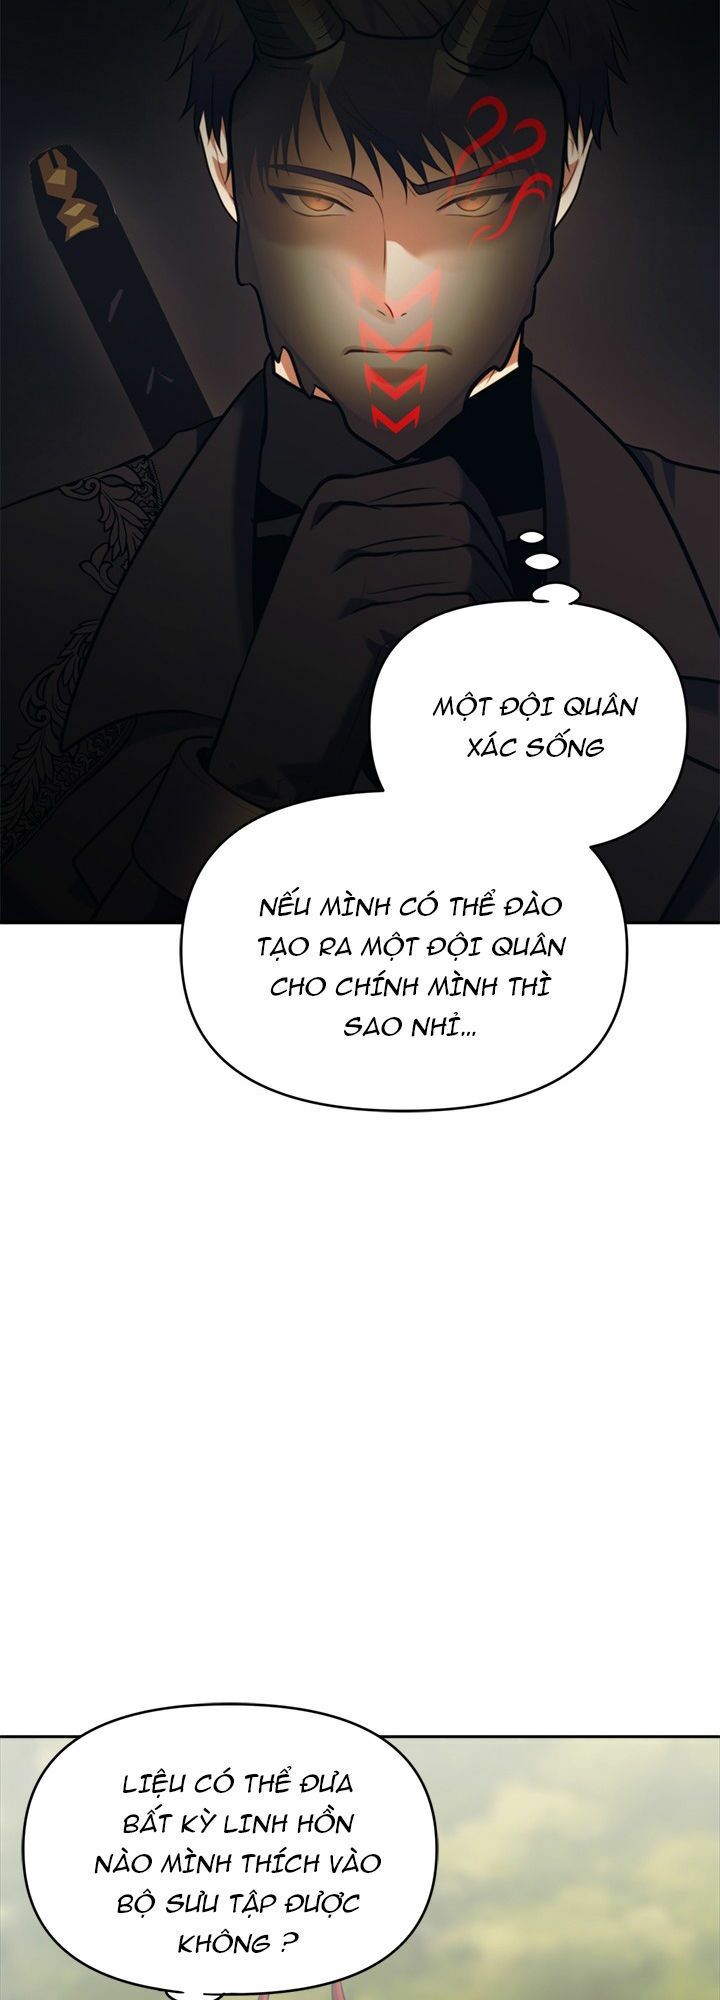 MỘT ĐỘI QUÂN
XÁC SỐNG
NẾU MÌNH CÓ THỂ ĐÀO
TẠO RA MỘT ĐỘI QUÂN
CHO CHÍNH MÌNH THÌ
SAO NHỈ...
LIỆU CÓ THỂ ĐƯA
BẤT KỲ LINH HỒN
NÀO MÌNH THÍCH VÀO
BỘ SƯU TẬP ĐƯỢC
KHÔNG ?